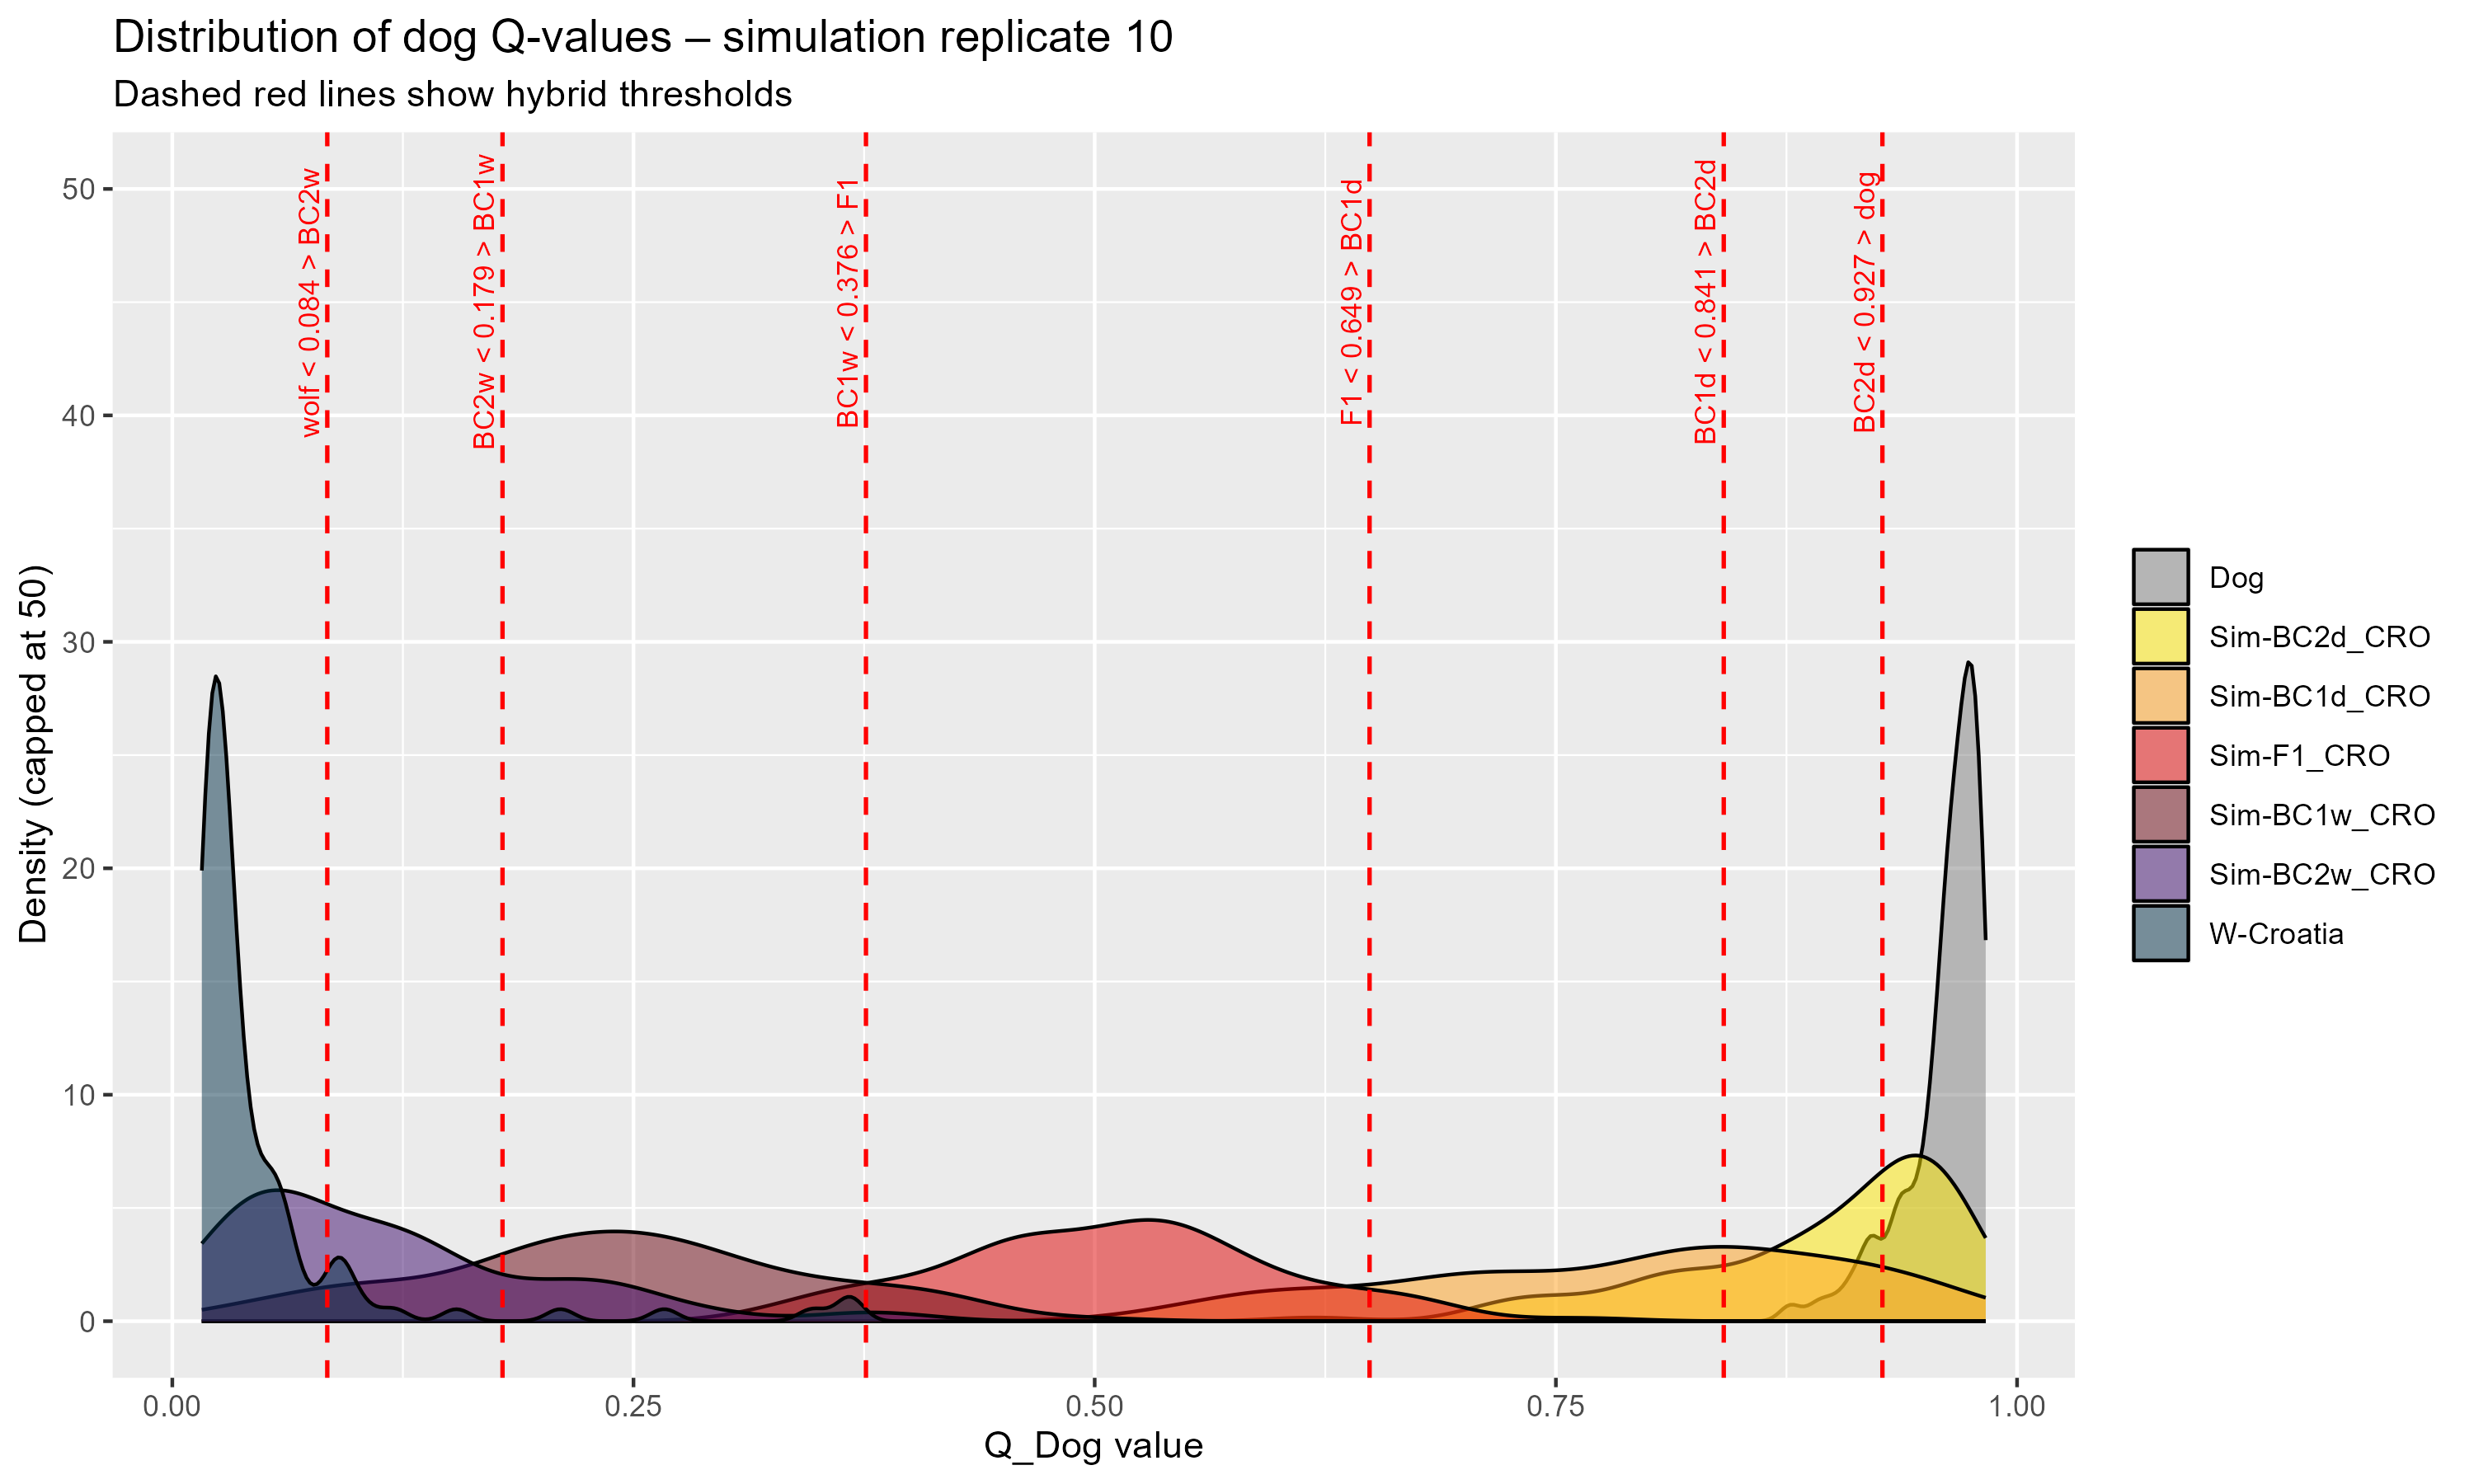 Distribution of dog Q-values – simulation replicate 10
Dashed red lines show hybrid thresholds
Density (capped at 50)
50
40
30
20
10
0
wolf < 0.084 > BC2w
BC2w < 0.179 > BC1w
BC1w < 0.376 > F1
F1 < 0.649 > BC1d
BC1d < 0.841 > BC2d
BC2d < 0.927 > dog
0.00
0.25
0.50
0.75
1.00
Q_Dog value
Dog
Sim-BC2d_CRO
Sim-BC1d_CRO
Sim-F1_CRO
Sim-BC1w_CRO
Sim-BC2w_CRO
W-Croatia